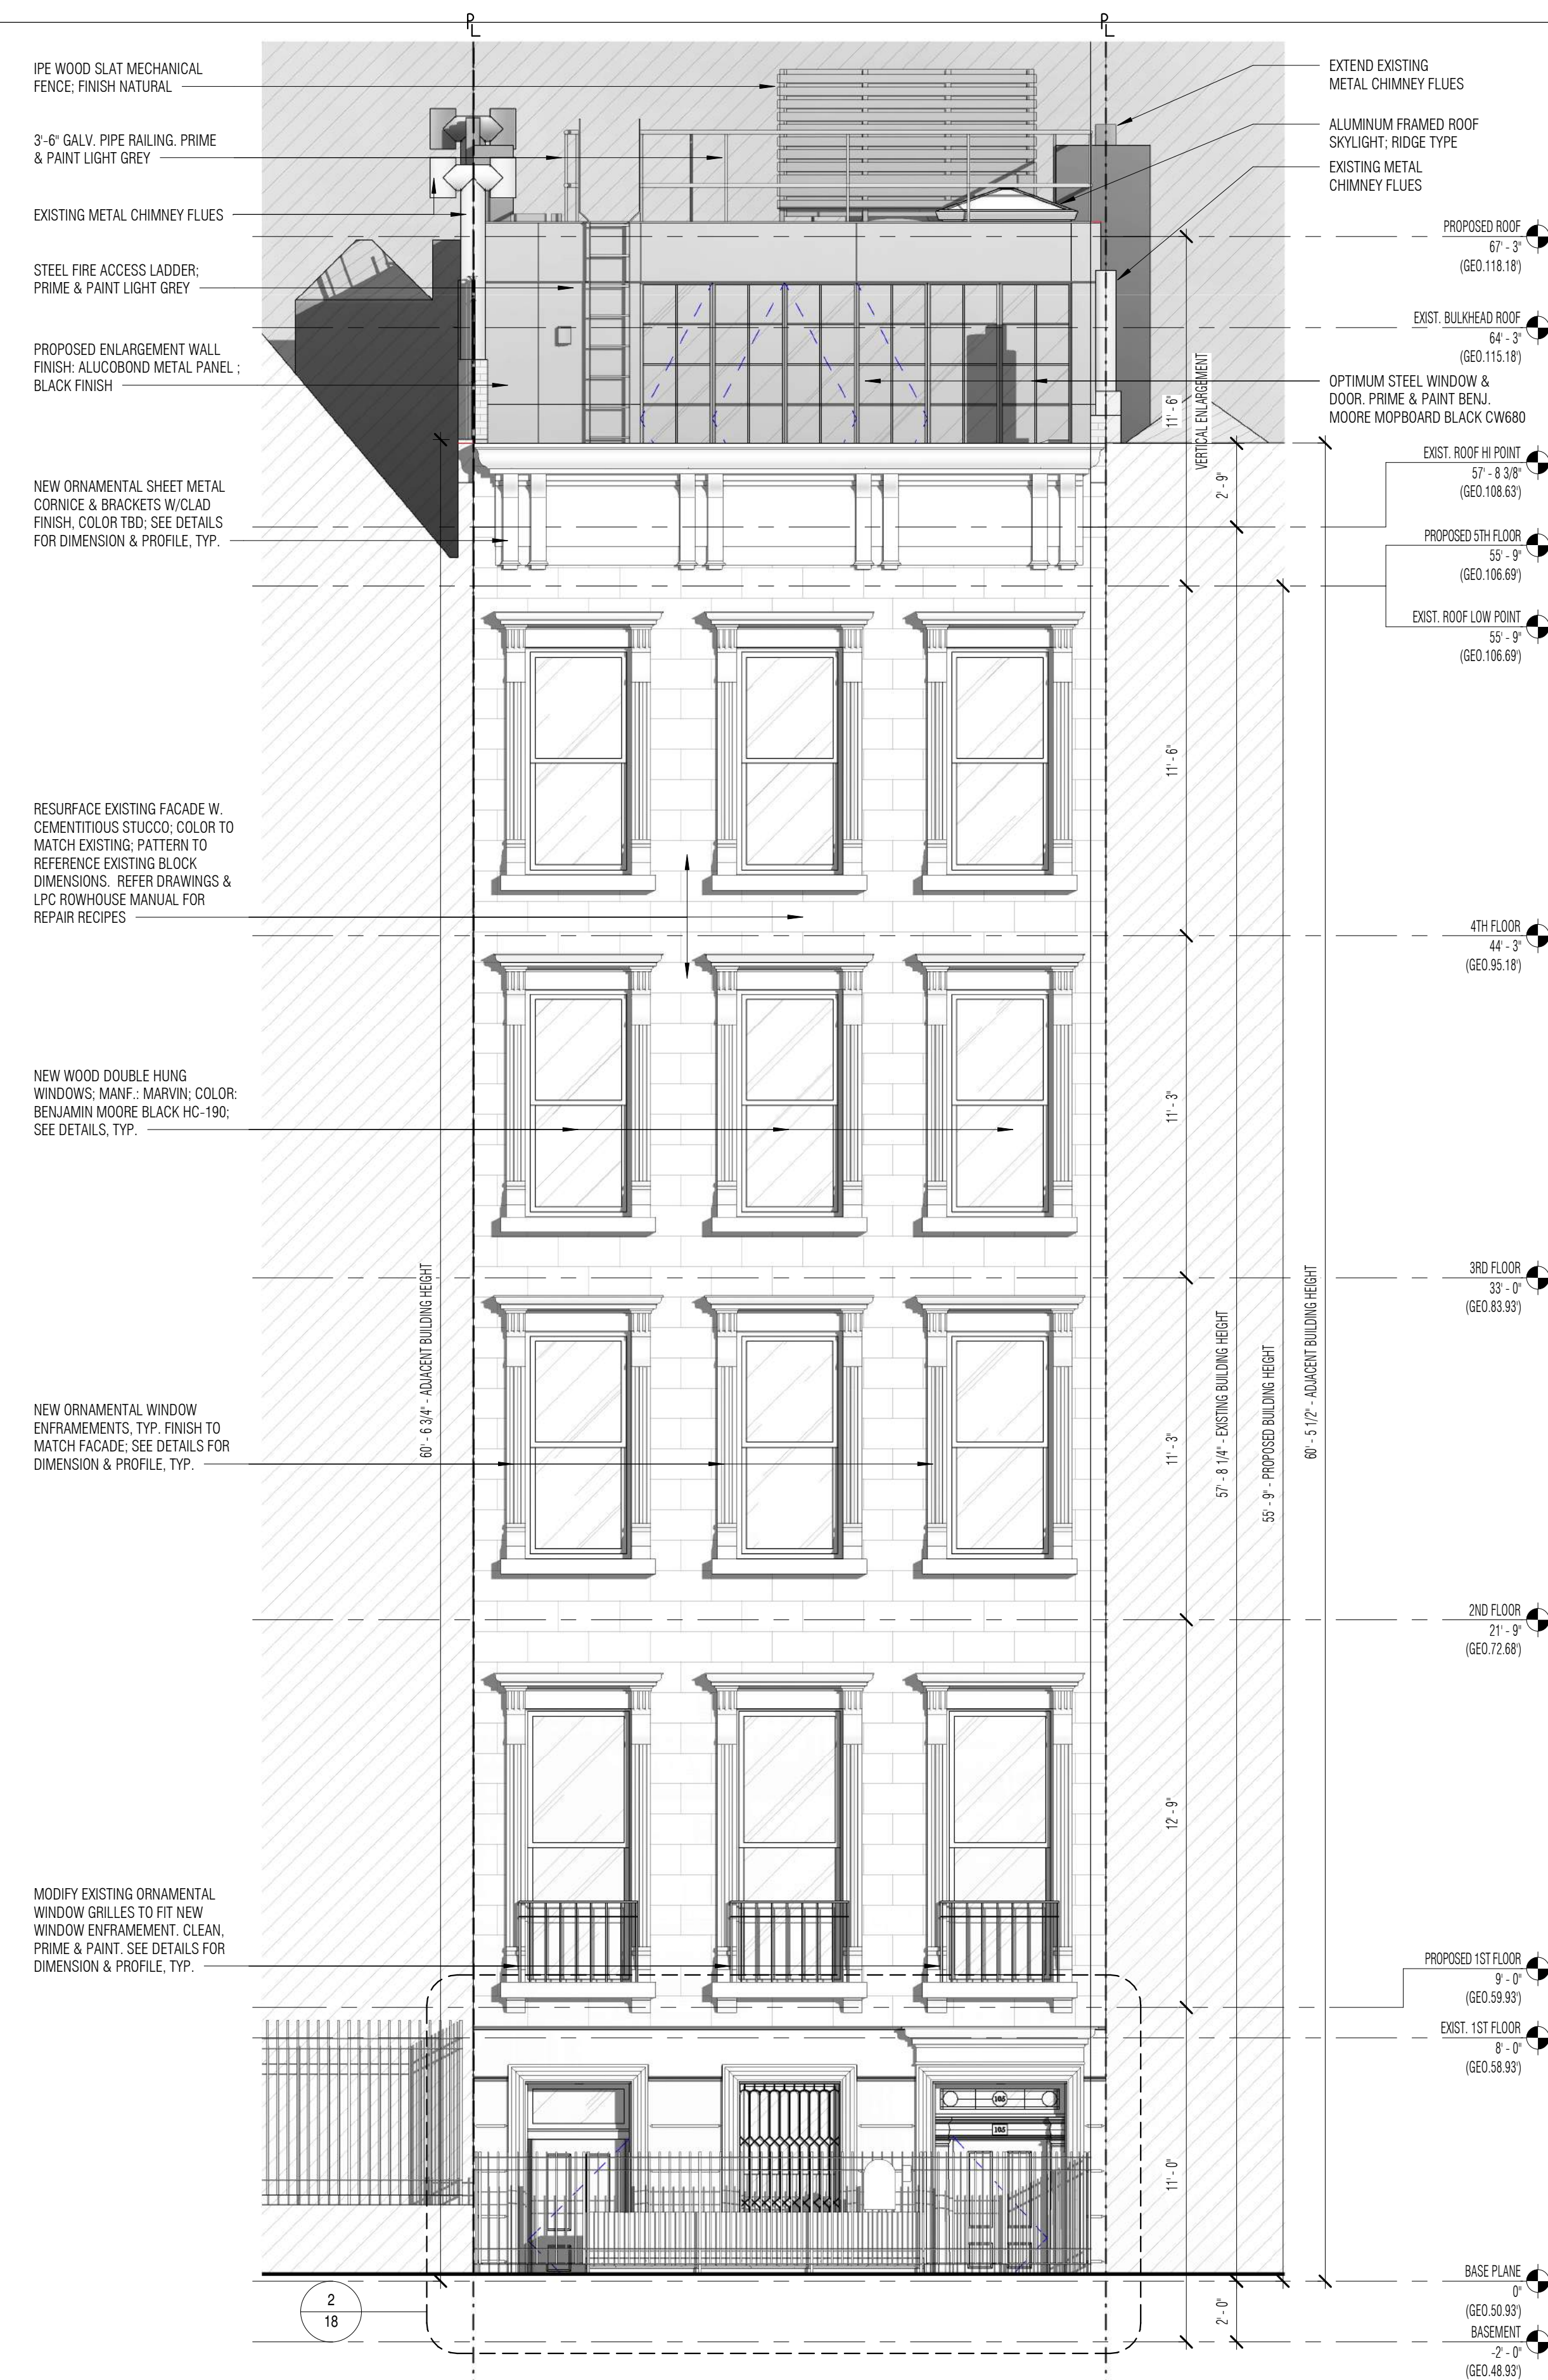 PL
PL
IPE WOOD SLAT MECHANICAL
FENCE; FINISH NATURAL
3'-6" GALV. PIPE RAILING. PRIME
& PAINT LIGHT GREY
EXISTING METAL CHIMNEY FLUES
STEEL FIRE ACCESS LADDER;
PRIME & PAINT LIGHT GREY
PROPOSED ENLARGEMENT WALL
FINISH: ALUCOBOND METAL PANEL ;
BLACK FINISH
NEW ORNAMENTAL SHEET METAL
CORNICE & BRACKETS W/CLAD
FINISH, COLOR TBD; SEE DETAILS
FOR DIMENSION & PROFILE, TYP.
RESURFACE EXISTING FACADE W.
CEMENTITIOUS STUCCO; COLOR TO
MATCH EXISTING; PATTERN TO
REFERENCE EXISTING BLOCK
DIMENSIONS. REFER DRAWINGS &
LPC ROWHOUSE MANUAL FOR
REPAIR RECIPES
NEW WOOD DOUBLE HUNG
WINDOWS; MANF.: MARVIN; COLOR:
BENJAMIN MOORE BLACK HC-190;
SEE DETAILS, TYP.
NEW ORNAMENTAL WINDOW
ENFRAMEMENTS, TYP. FINISH TO
MATCH FACADE; SEE DETAILS FOR
DIMENSION & PROFILE, TYP.
MODIFY EXISTING ORNAMENTAL
WINDOW GRILLES TO FIT NEW
WINDOW ENFRAMEMENT. CLEAN,
PRIME & PAINT. SEE DETAILS FOR
DIMENSION & PROFILE, TYP.
2
18
60' - 6 3/4" - ADJACENT BUILDING HEIGHT
105
105
11' - 6"
VERTICAL ENLARGEMENT
2' - 9"
11' - 6"
11' - 3"
11' - 3"
12' - 9"
11' - 0"
2' - 0"
57' - 8 1/4" - EXISTING BUILDING HEIGHT
55' - 9" - PROPOSED BUILDING HEIGHT
60' - 5 1/2" - ADJACENT BUILDING HEIGHT
EXTEND EXISTING
METAL CHIMNEY FLUES
ALUMINUM FRAMED ROOF
SKYLIGHT; RIDGE TYPE
EXISTING METAL
CHIMNEY FLUES
PROPOSED ROOF
67' - 3"
(GEO.118.18')
EXIST. BULKHEAD ROOF
64' - 3"
(GEO.115.18')
OPTIMUM STEEL WINDOW &
DOOR. PRIME & PAINT BENJ.
MOORE MOPBOARD BLACK CW680
EXIST. ROOF HI POINT
57' - 8 3/8"
(GEO.108.63')
PROPOSED 5TH FLOOR
55' - 9"
(GEO.106.69')
EXIST. ROOF LOW POINT
55' - 9"
(GEO.106.69')
4TH FLOOR
44' - 3"
(GEO.95.18')
3RD FLOOR
33' - 0"
(GEO.83.93')
2ND FLOOR
21' - 9"
(GEO.72.68')
PROPOSED 1ST FLOOR
9' - 0"
(GEO.59.93')
EXIST. 1ST FLOOR
8' - 0"
(GEO.58.93')
BASE PLANE
0"
(GEO.50.93')
BASEMENT
-2' - 0"
(GEO.48.93')